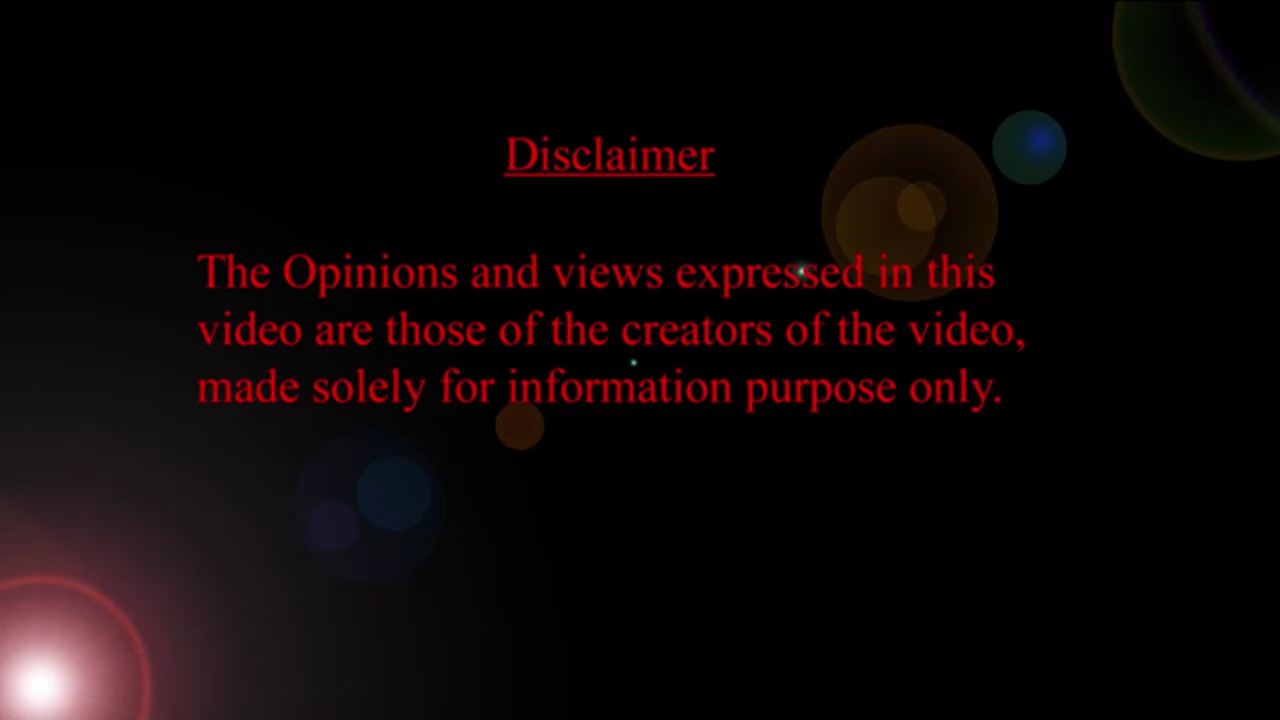 Disclaimer
The Opinions and views expressed in this
video are those of the creators of the video,
made solely for information purpose only.